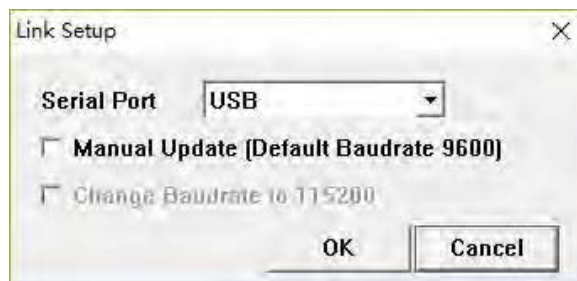 Link Setup
Serial Port USB
Manual Update (Default Baudrate 9600)
Change Baudrate to 115200
OK Cancel